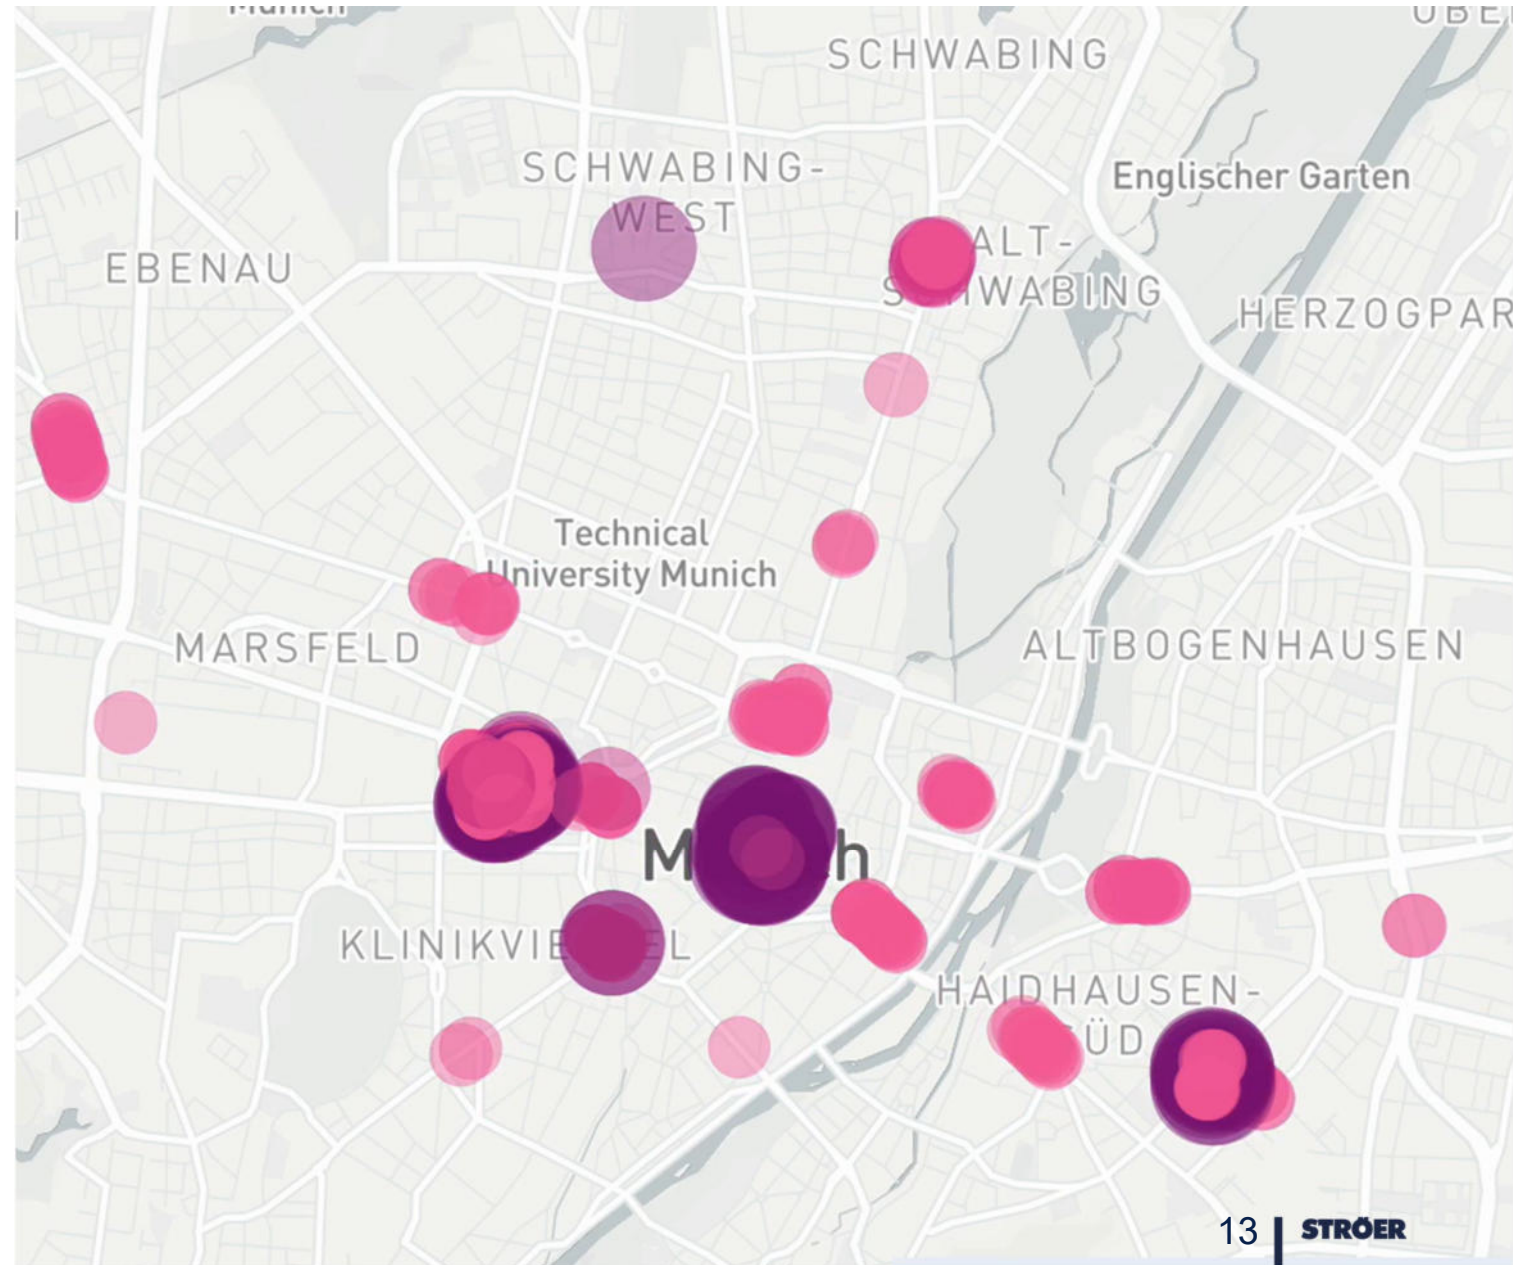 SCHWABING
SCHWABING-
WEST
Englischer Garten
EBENAU
ALT-
SCHWABING
HERZOGPAR
Technical
University Munich
MARSFELD
ALTBOGENHAUSEN
KLINIKVIE EL
HAIDHAUSEN-
ÜD
13 | STRÖER